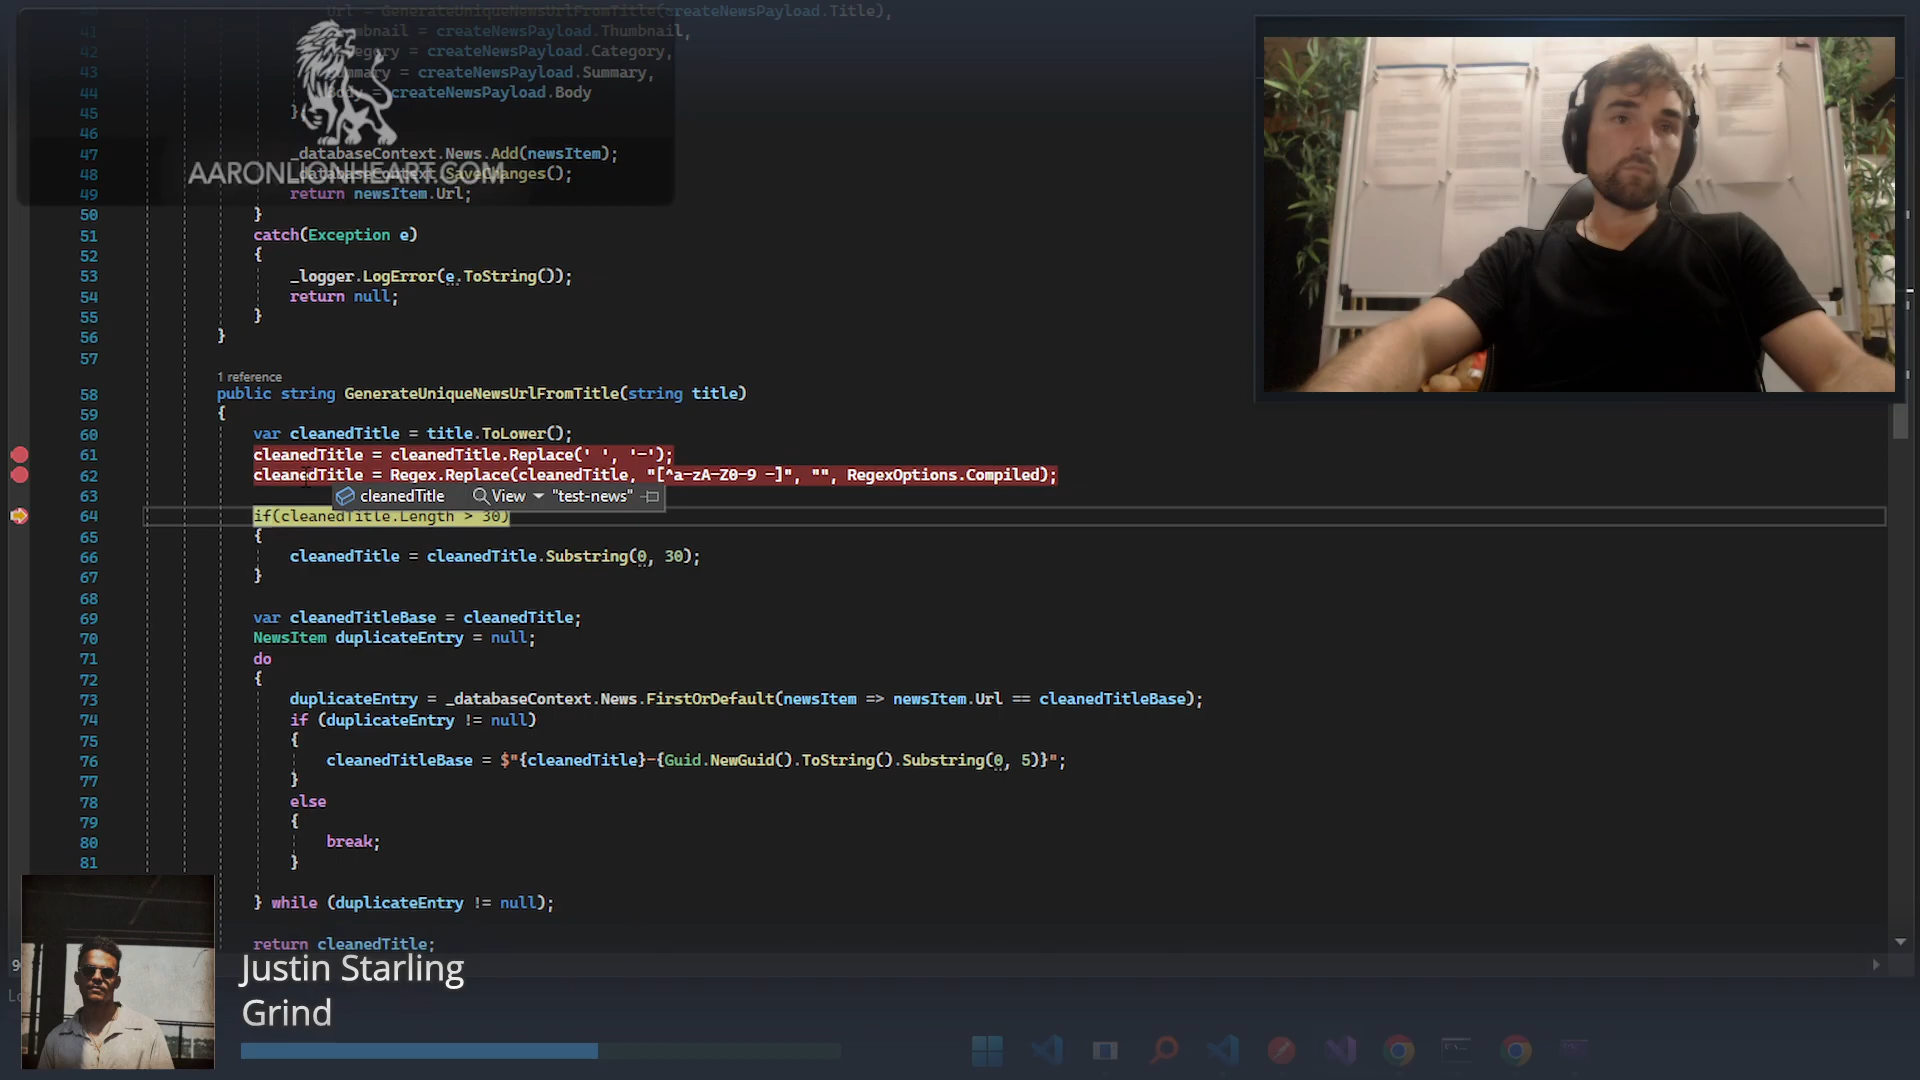 40 Url = GenerateUniqueNewsUrlFromTitle(createNewsPayload.Title),
41 mbnail = createNewsPayload.Thumbnail,
42 egory = createNewsPayload.Category,
43 mmary = createNewsPayload.Summary,
44 Body = createNewsPayload.Body
45 }
46
47 _databaseContext.News.Add(newsItem);
AARONLIONHEART.COM
48 _databaseContext.SaveChanges();
49 return newsItem.Url;
50 }
51 catch(Exception e)
52 {
53 _logger.LogError(e.ToString());
54 return null;
55 }
56 }
57
1 reference
58 public string GenerateUniqueNewsUrlFromTitle(string title)
59 {
60 var cleanedTitle = title.ToLower();
61 cleanedTitle = cleanedTitle.Replace(' ', '-');
62 cleanedTitle = Regex.Replace(cleanedTitle, "[^a-zA-Z0-9 -]", "", RegexOptions.Compiled);
63
cleanedTitle View "test-news"
64 if(cleanedTitle.Length > 30)
65 {
66 cleanedTitle = cleanedTitle.Substring(0, 30);
67 }
68
69 var cleanedTitleBase = cleanedTitle;
70 NewsItem duplicateEntry = null;
71 do
72 {
73 duplicateEntry = _databaseContext.News.FirstOrDefault(newsItem => newsItem.Url == cleanedTitleBase);
74 if (duplicateEntry != null)
75 {
76 cleanedTitleBase = $"{cleanedTitle}-{Guid.NewGuid().ToString().Substring(0, 5)}";
77 }
78 else
79 {
80 break;
81 }
} while (duplicateEntry != null);
return cleanedTitle;
Justin Starling
Grind